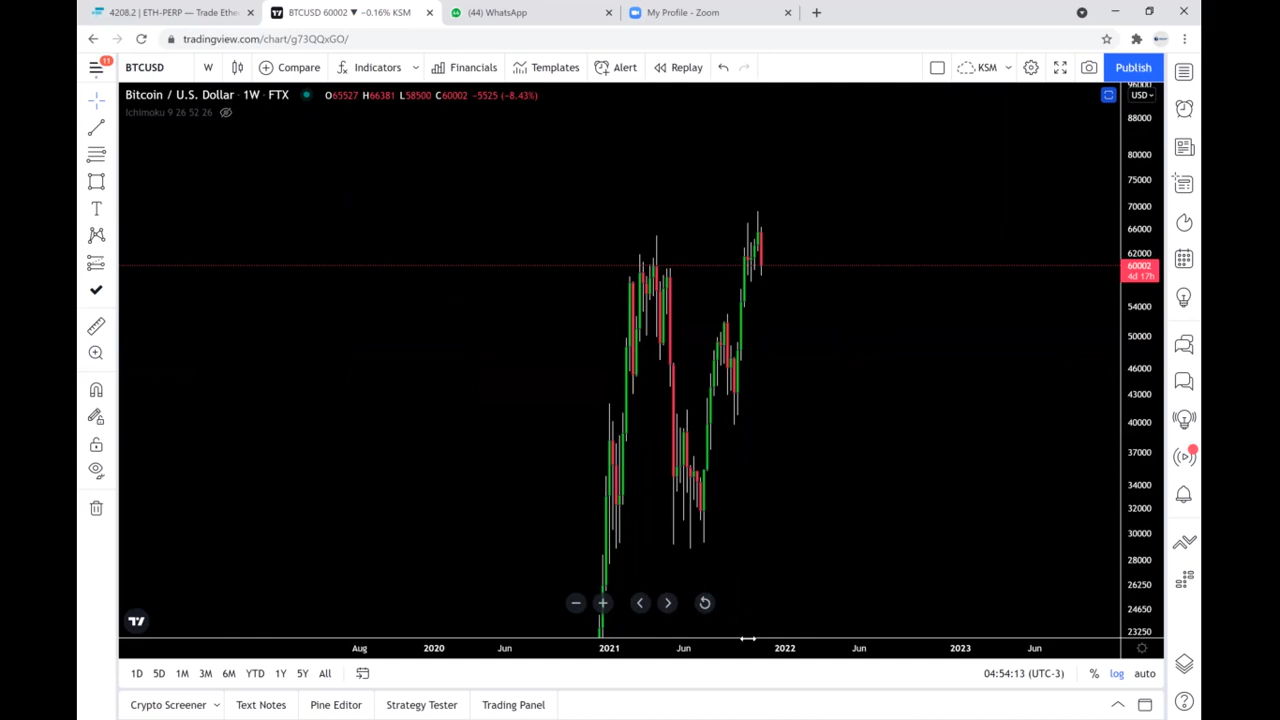 4208.2 | ETH-PERP — Trade Ether
BTCUSD 60002 ▼ −0.16% KSM
(44) WhatsApp
My Profile - Zoom
tradingview.com/chart/g73QQxGO/
11
BTCUSD
W
Compare
Indicators
Financials
Templates
Alert
Replay
KSM
Publish
Bitcoin / U.S. Dollar · 1W · FTX
O65527 H66381 L58500 C60002 −5525 (−8.43%)
Ichimoku 9 26 52 26
USD
96000
88000
80000
75000
70000
66000
62000
60002
4d 17h
54000
50000
46000
43000
40000
37000
34000
32000
30000
28000
26250
24650
23250
Aug
2020
Jun
2021
Jun
2022
Jun
2023
Jun
1D
5D
1M
3M
6M
YTD
1Y
5Y
All
04:54:13 (UTC-3)
%
log
auto
Crypto Screener
Text Notes
Pine Editor
Strategy Tester
Trading Panel